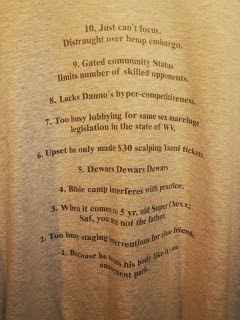 10. Just can't focus.
Distraught over hemp embargo.
9. Gated community Status
limits number of skilled opponents.
8. Lacks Danno's hyper-competitiveness.
7. Too busy lobbying for same sex marriage
legislation in the state of WV.
6. Upset he only made $30 scalping Yanni tickets.
5. Dewars Dewars Dewars
4. Bible camp interferes with practice.
3. When it comes to 5 yr. old Super Chexx;
Saf, you're not the father.
2. Too busy staging interventions for close friends.
1. Because he treats his body like it's an
amusement park.